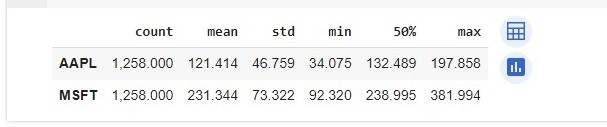 count mean std min 50% max
AAPL 1,258.000 121.414 46.759 34.075 132.489 197.858
MSFT 1,258.000 231.344 73.322 92.320 238.995 381.994